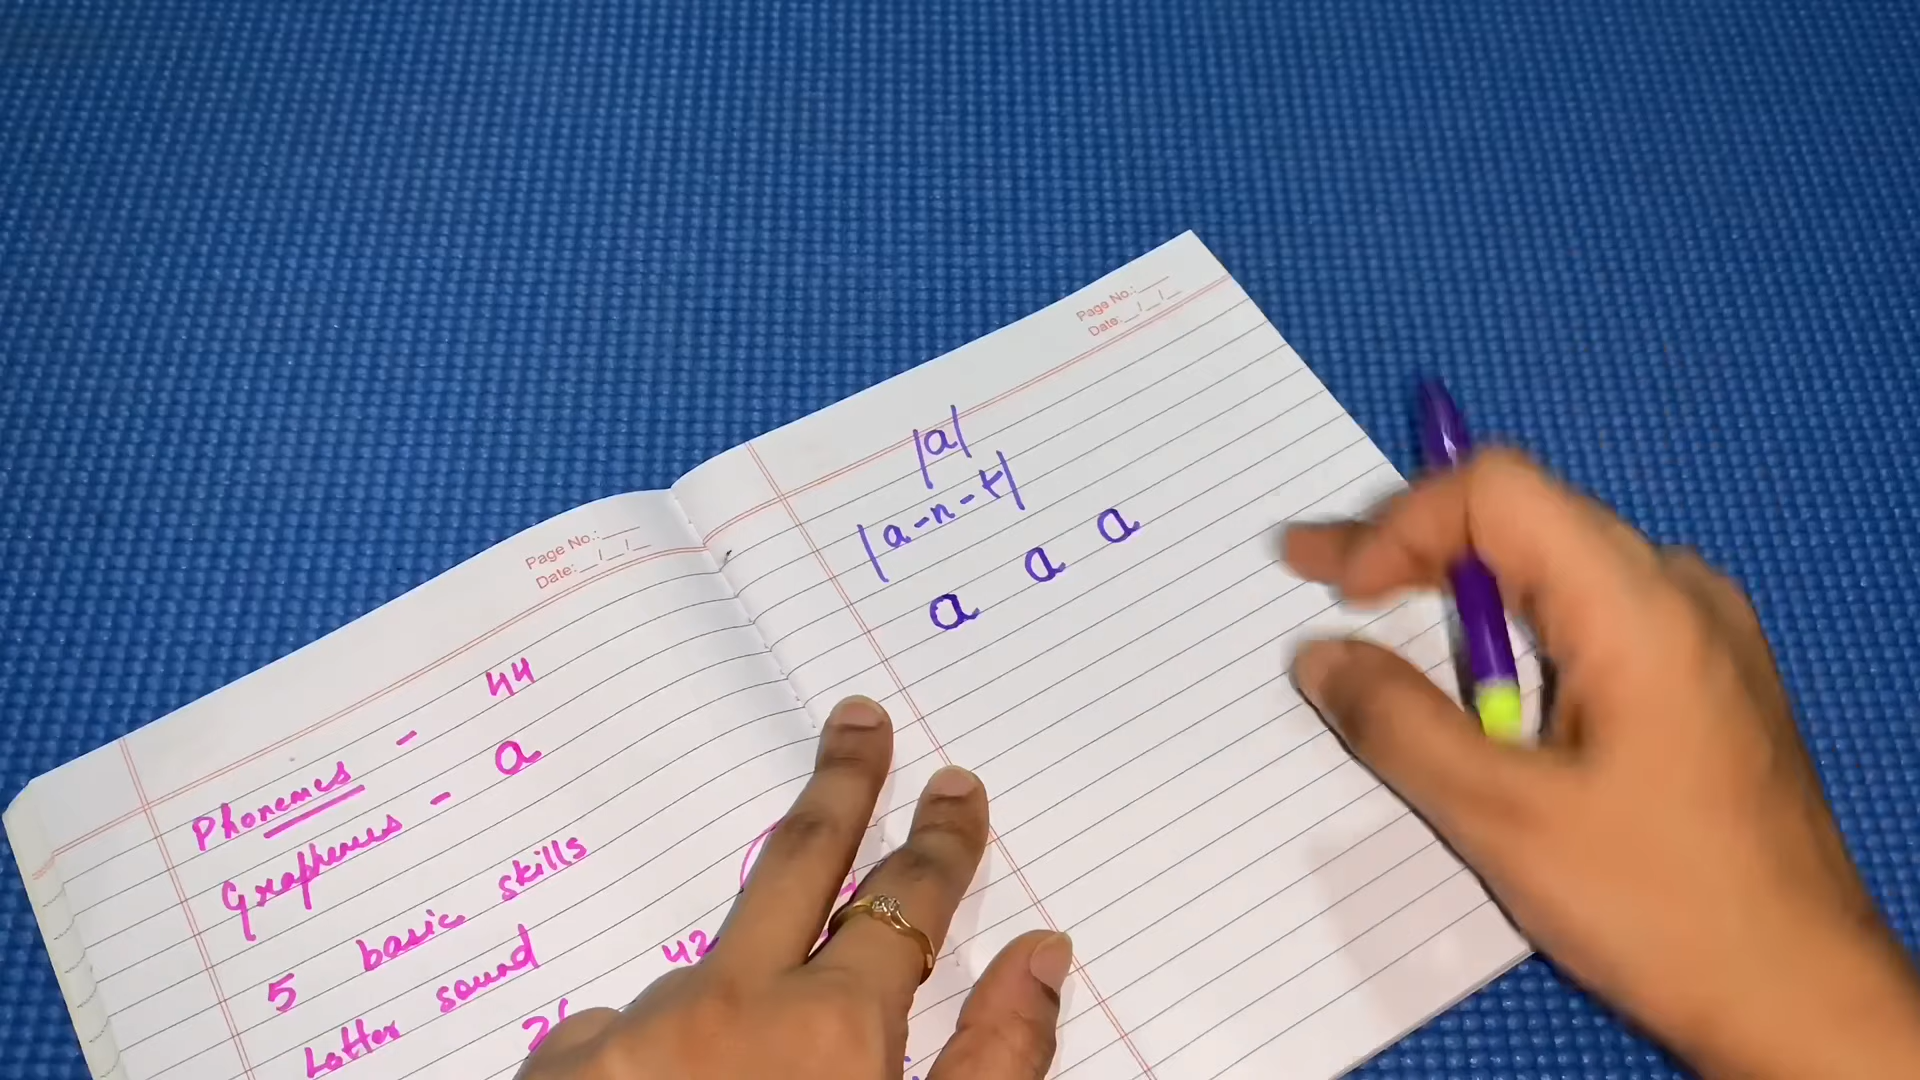 Page No.:
Date: / /
Phonemes - 44
Graphemes - a
5 basic skills
Letter sound 42
Page No.:
Date: / /
/a/
/a-n-t/
a a a